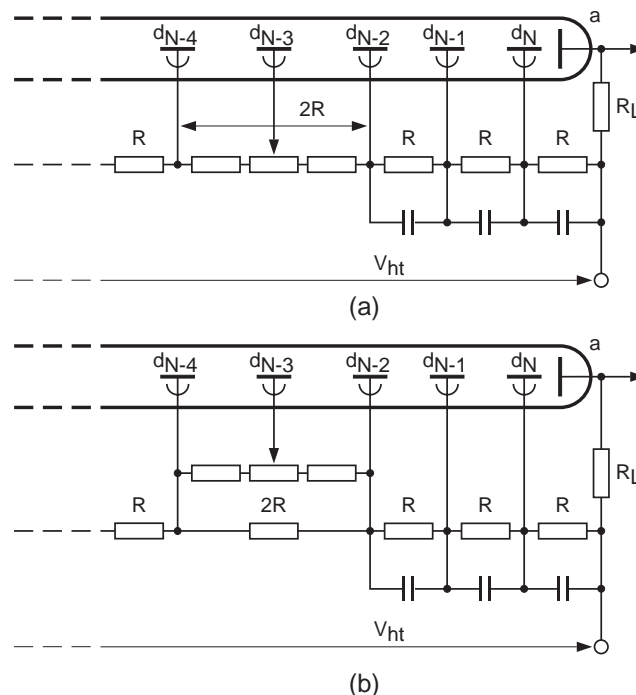 a
dN-4 dN-3 dN-2 dN-1 dN
RL
2R
R R R R
Vht
(a)
a
dN-4 dN-3 dN-2 dN-1 dN
RL
R 2R R R R
Vht
(b)